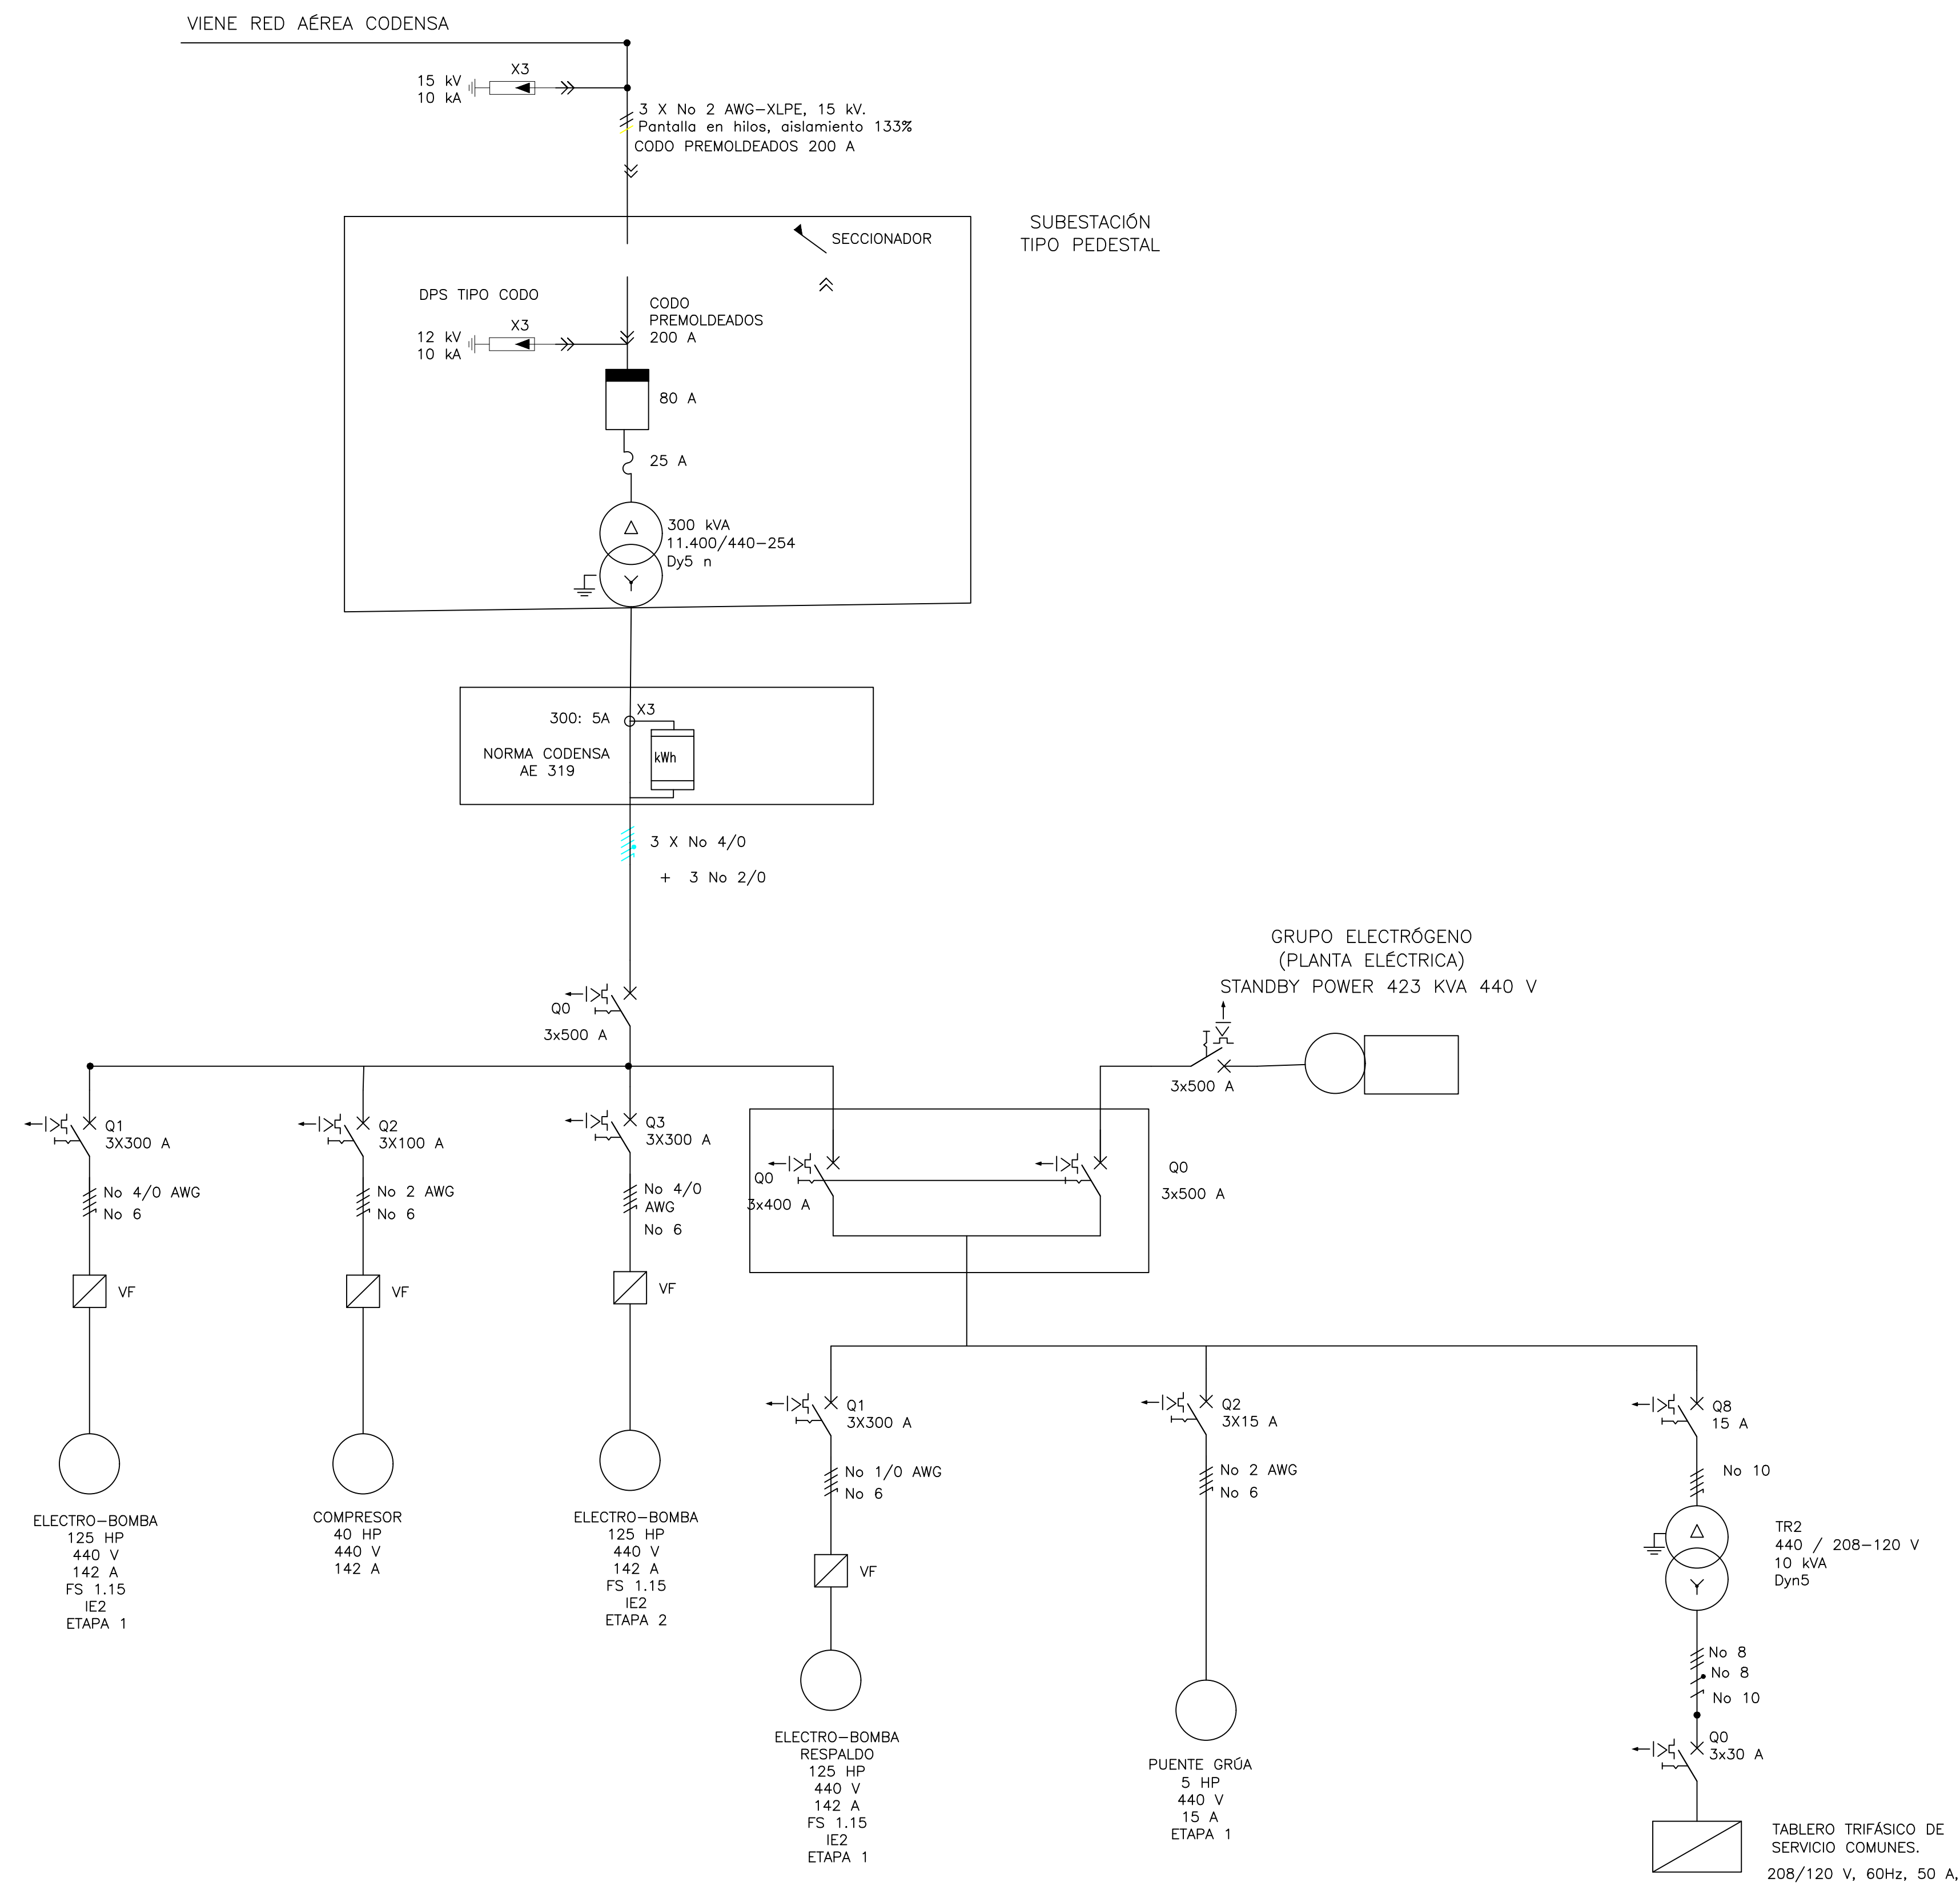 VIENE RED AÉREA CODENSA
X3
15 kV
10 kA
3 X No 2 AWG-XLPE, 15 kV.
Pantalla en hilos, aislamiento 133%
CODO PREMOLDEADOS 200 A
SUBESTACIÓN
TIPO PEDESTAL
SECCIONADOR
DPS TIPO CODO
X3
12 kV
10 kA
CODO
PREMOLDEADOS
200 A
80 A
25 A
300 kVA
11.400/440-254
Dy5 n
300: 5A
X3
NORMA CODENSA
AE 319
kWh
3 X No 4/0
+ 3 No 2/0
GRUPO ELECTRÓGENO
(PLANTA ELÉCTRICA)
STANDBY POWER 423 KVA 440 V
Q0
3x500 A
3x500 A
Q1
3X300 A
Q2
3X100 A
Q3
3X300 A
Q0
3x400 A
Q0
3x500 A
No 4/0 AWG
No 6
No 2 AWG
No 6
No 4/0
AWG
No 6
VF
VF
VF
Q1
3X300 A
Q2
3X15 A
Q8
15 A
No 1/0 AWG
No 6
No 2 AWG
No 6
No 10
ELECTRO-BOMBA
125 HP
440 V
142 A
FS 1.15
IE2
ETAPA 1
COMPRESOR
40 HP
440 V
142 A
ELECTRO-BOMBA
125 HP
440 V
142 A
FS 1.15
IE2
ETAPA 2
VF
TR2
440 / 208-120 V
10 kVA
Dyn5
No 8
No 8
No 10
Q0
3x30 A
ELECTRO-BOMBA
RESPALDO
125 HP
440 V
142 A
FS 1.15
IE2
ETAPA 1
PUENTE GRÚA
5 HP
440 V
15 A
ETAPA 1
TABLERO TRIFÁSICO DE
SERVICIO COMUNES.
208/120 V, 60Hz, 50 A,